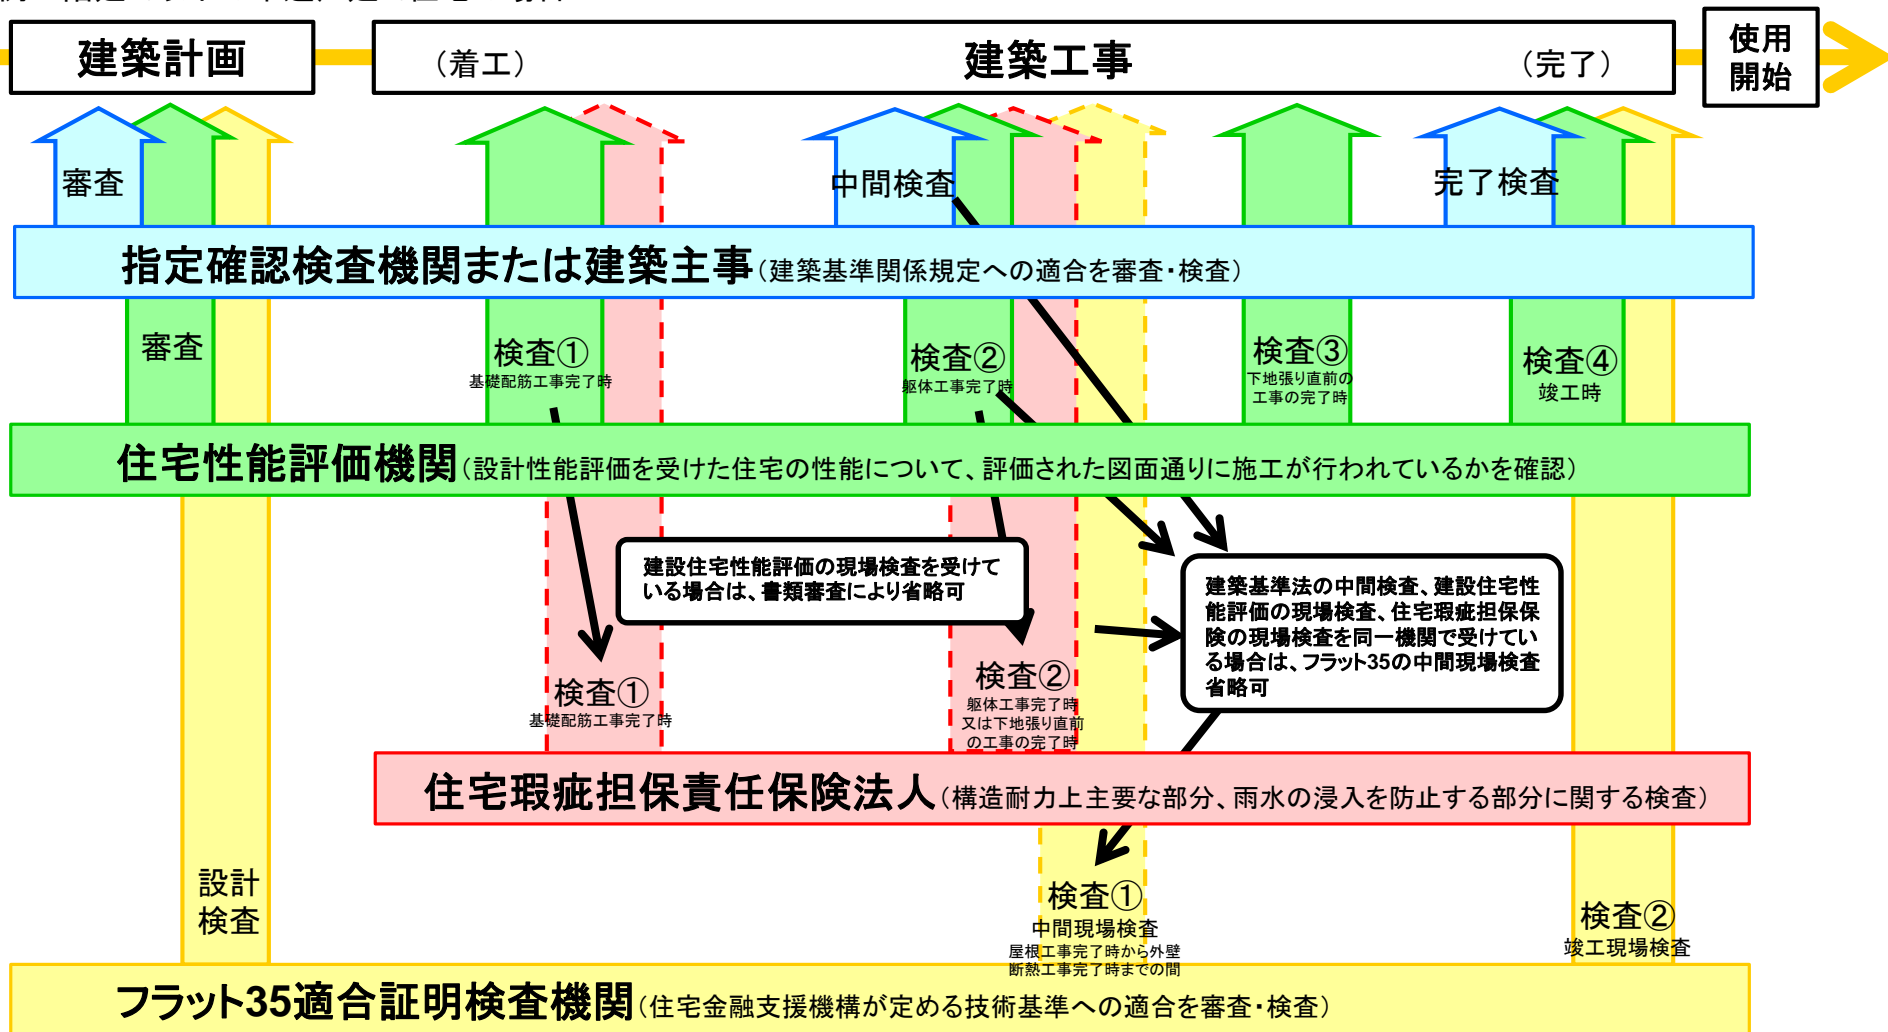 建築計画
(着工)
建築工事
(完了)
使用
開始
審査
中間検査
完了検査
指定確認検査機関または建築主事(建築基準関係規定への適合を審査・検査)
審査
検査①
基礎配筋工事完了時
検査②
躯体工事完了時
検査③
下地張り直前の
工事の完了時
検査④
竣工時
住宅性能評価機関(設計性能評価を受けた住宅の性能について、評価された図面通りに施工が行われているかを確認)
建設住宅性能評価の現場検査を受けて
いる場合は、書類審査により省略可
建築基準法の中間検査、建設住宅性
能評価の現場検査、住宅瑕疵担保保
険の現場検査を同一機関で受けてい
る場合は、フラット35の中間現場検査
省略可
検査①
基礎配筋工事完了時
検査②
躯体工事完了時
又は下地張り直前
の工事の完了時
住宅瑕疵担保責任保険法人(構造耐力上主要な部分、雨水の浸入を防止する部分に関する検査)
設計
検査
検査①
中間現場検査
屋根工事完了時から外壁
断熱工事完了時までの間
検査②
竣工現場検査
フラット35適合証明検査機関(住宅金融支援機構が定める技術基準への適合を審査・検査)